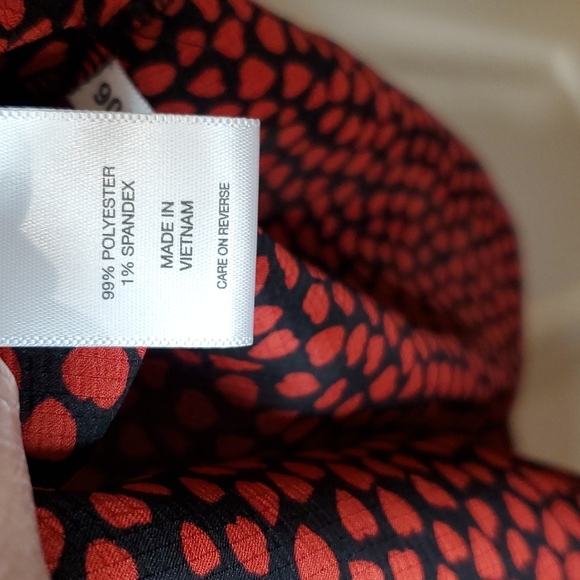 99% POLYESTER
1% SPANDEX
MADE IN
VIETNAM
CARE ON REVERSE